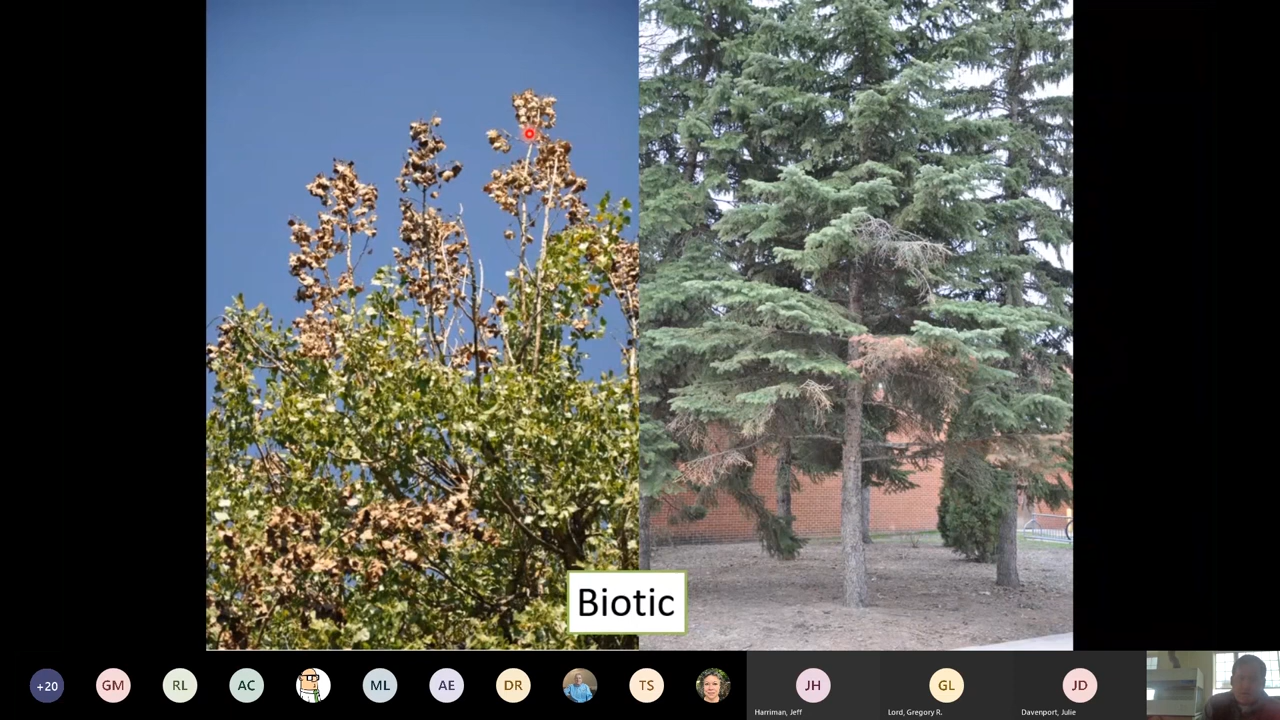 Biotic
+20
GM
RL
AC
ML
AE
DR
TS
JH
Harriman, Jeff
GL
Lord, Gregory R.
JD
Davenport, Julie